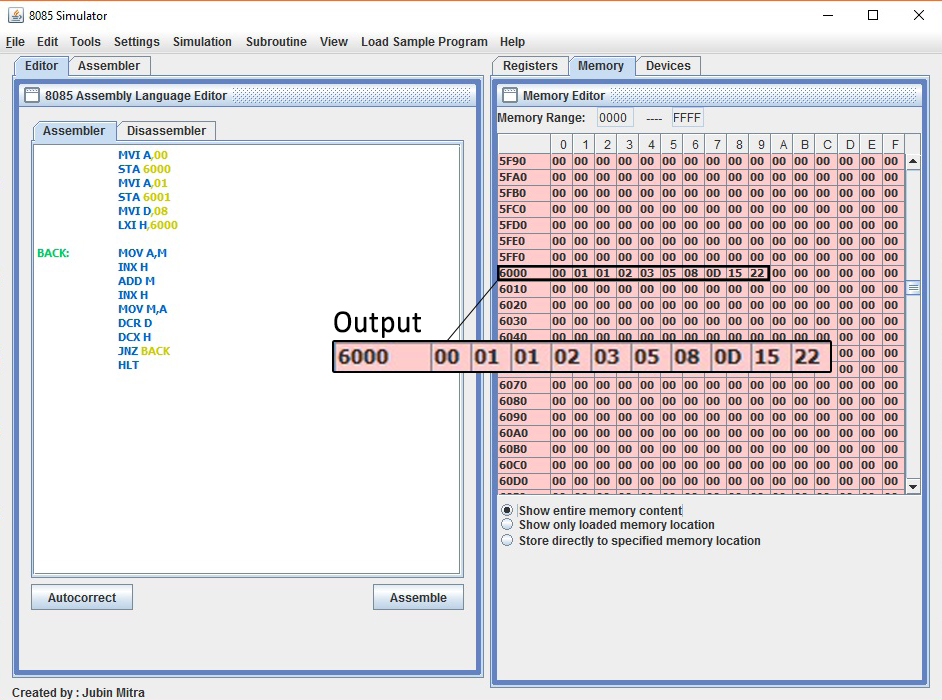 8085 Simulator
File Edit Tools Settings Simulation Subroutine View Load Sample Program Help
Editor Assembler
8085 Assembly Language Editor
Assembler Disassembler
MVI A,00
STA 6000
MVI A,01
STA 6001
MVI D,08
LXI H,6000
BACK: MOV A,M
INX H
ADD M
INX H
MOV M,A
DCR D
DCX H
JNZ BACK
HLT
Autocorrect Assemble
Registers Memory Devices
Memory Editor
Memory Range: 0000 ---- FFFF
0 1 2 3 4 5 6 7 8 9 A B C D E F
5F90 00 00 00 00 00 00 00 00 00 00 00 00 00 00 00 00
5FA0 00 00 00 00 00 00 00 00 00 00 00 00 00 00 00 00
5FB0 00 00 00 00 00 00 00 00 00 00 00 00 00 00 00 00
5FC0 00 00 00 00 00 00 00 00 00 00 00 00 00 00 00 00
5FD0 00 00 00 00 00 00 00 00 00 00 00 00 00 00 00 00
5FE0 00 00 00 00 00 00 00 00 00 00 00 00 00 00 00 00
5FF0 00 00 00 00 00 00 00 00 00 00 00 00 00 00 00 00
6000 00 01 01 02 03 05 08 0D 15 22 00 00 00 00 00 00
6010 00 00 00 00 00 00 00 00 00 00 00 00 00 00 00 00
6020 00 00 00 00 00 00 00 00 00 00 00 00 00 00 00 00
6030 00 00 00 00 00 00 00 00 00 00 00 00 00 00 00 00
6040 00 00 00 00 00 00 00 00 00 00 00 00 00 00 00 00
Output
6000 00 01 01 02 03 05 08 0D 15 22
00 00 00
00 00 00
6070 00 00 00 00 00 00 00 00 00 00 00 00 00 00 00 00
6080 00 00 00 00 00 00 00 00 00 00 00 00 00 00 00 00
6090 00 00 00 00 00 00 00 00 00 00 00 00 00 00 00 00
60A0 00 00 00 00 00 00 00 00 00 00 00 00 00 00 00 00
60B0 00 00 00 00 00 00 00 00 00 00 00 00 00 00 00 00
60C0 00 00 00 00 00 00 00 00 00 00 00 00 00 00 00 00
60D0 00 00 00 00 00 00 00 00 00 00 00 00 00 00 00 00
Show entire memory content
Show only loaded memory location
Store directly to specified memory location
Created by : Jubin Mitra